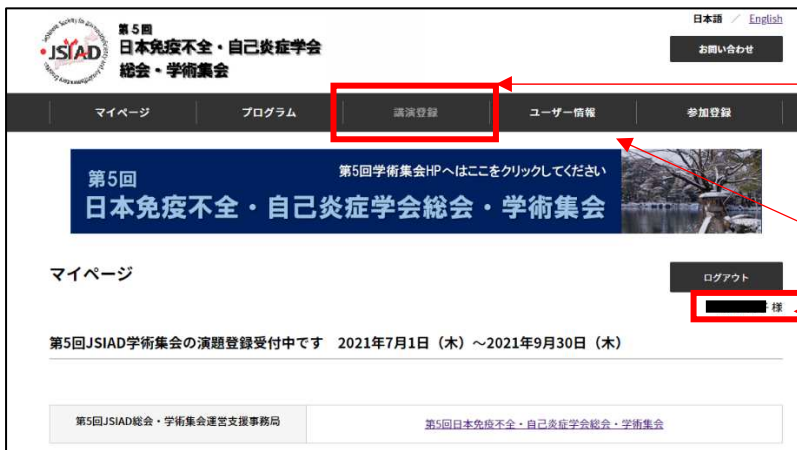 日本語 ／ English
JSIAD
第5回
日本免疫不全・自己炎症学会
総会・学術集会
お問い合わせ
マイページ
プログラム
講演登録
ユーザー情報
参加登録
第5回学術集会HPへはここをクリックしてください
第5回
日本免疫不全・自己炎症学会総会・学術集会
マイページ
ログアウト
様
第5回JSIAD学術集会の演題登録受付中です 2021年7月1日（木）～2021年9月30日（木）
第5回JSIAD総会・学術集会運営支援事務局
第5回日本免疫不全・自己炎症学会総会・学術集会